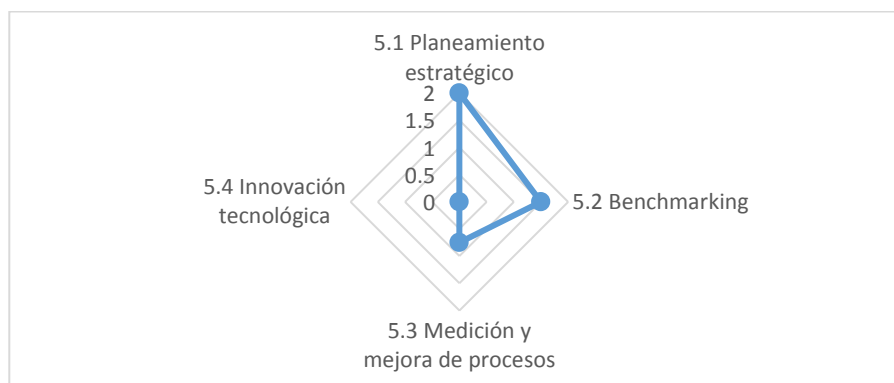 5.1 Planeamiento
estratégico
2
1.5
1
0.5
0
5.4 Innovación
tecnológica
5.2 Benchmarking
5.3 Medición y
mejora de procesos